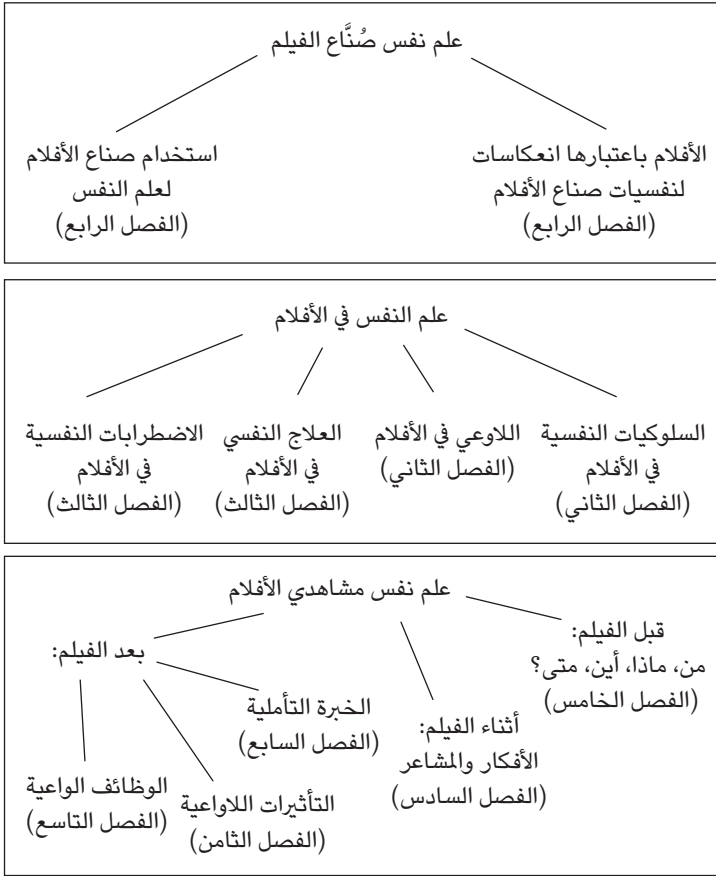 علم نفس صُنَّاع الفيلم
الأفلام باعتبارها انعكاسات
لنفسيات صناع الأفلام
(الفصل الرابع)
استخدام صناع الأفلام
لعلم النفس
(الفصل الرابع)
علم النفس في الأفلام
السلوكيات النفسية
في الأفلام
(الفصل الثاني)
اللاوعي في الأفلام
(الفصل الثاني)
العلاج النفسي
في الأفلام
(الفصل الثالث)
الاضطرابات النفسية
في الأفلام
(الفصل الثالث)
علم نفس مشاهدي الأفلام
قبل الفيلم:
من، ماذا، أين، متى؟
(الفصل الخامس)
أثناء الفيلم:
الأفكار والمشاعر
(الفصل السادس)
بعد الفيلم:
الخبرة التأملية
(الفصل السابع)
التأثيرات اللاواعية
(الفصل الثامن)
الوظائف الواعية
(الفصل التاسع)